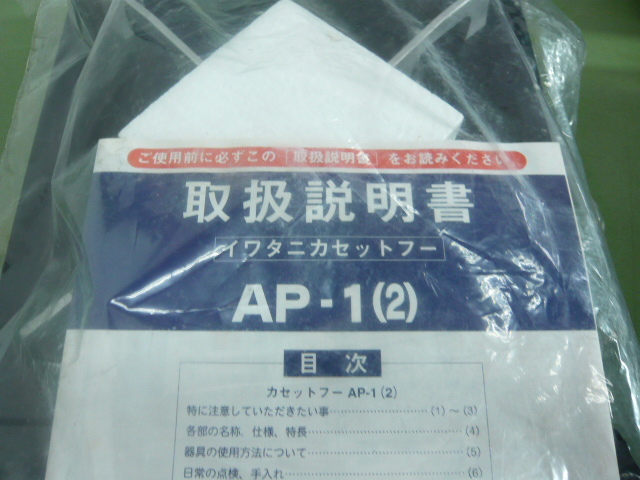 ご使用前に必ずこの「取扱説明書」をお読みください。
取扱説明書
イワタニカセットフー
AP-1(2)
目次
カセットフー AP-1(2)
特に注意していただきたい事……………………(1)～(3)
各部の名称、仕様、特長……………………………(4)
器具の使用方法について……………………………(5)
日常の点検、手入れ…………………………………(6)